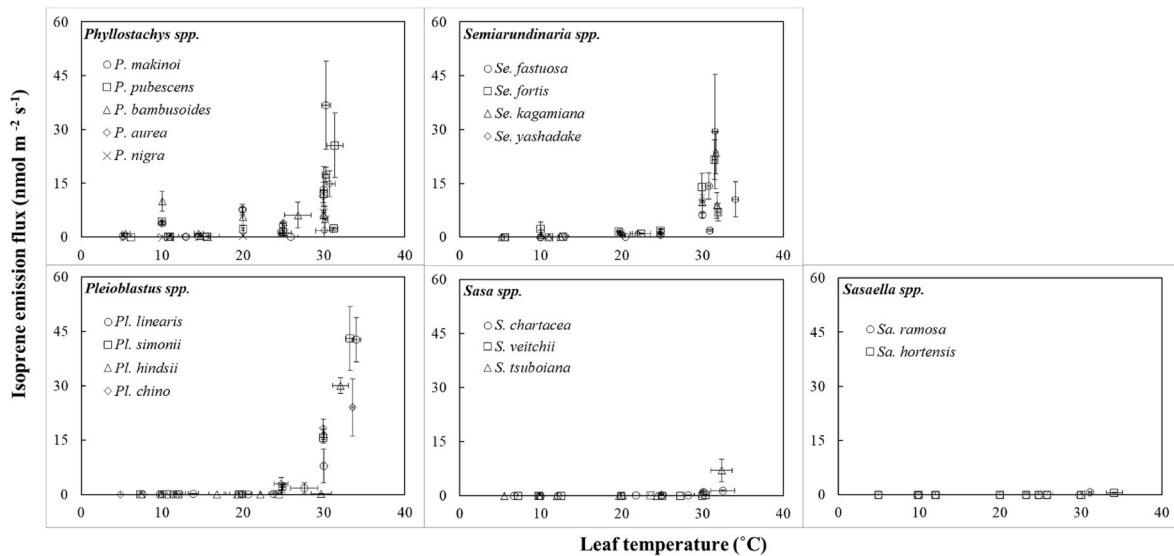 Isoprene emission flux (nmol m⁻² s⁻¹)
60
45
30
15
0
Phyllostachys spp.
P. makinoi
P. pubescens
P. bambusoides
P. aurea
P. nigra
0 10 20 30 40
60
45
30
15
0
Semiarundinaria spp.
Se. fastuosa
Se. fortis
Se. kagamiana
Se. yashadake
0 10 20 30 40
60
45
30
15
0
Pleioblastus spp.
Pl. linearis
Pl. simonii
Pl. hindsii
Pl. chino
0 10 20 30 40
60
45
30
15
0
Sasa spp.
S. chartacea
S. veitchii
S. tsuboiana
0 10 20 30 40
60
45
30
15
0
Sasaella spp.
Sa. ramosa
Sa. hortensis
0 10 20 30 40
Leaf temperature (˚C)